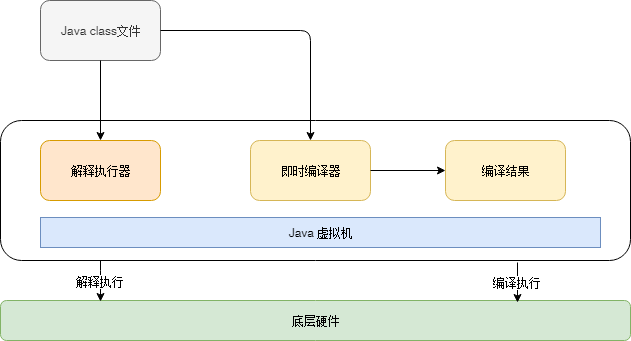 Java class文件
解释执行器
即时编译器
编译结果
Java 虚拟机
解释执行
编译执行
底层硬件